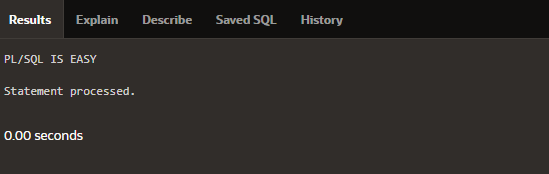 Results Explain Describe Saved SQL History
PL/SQL IS EASY
Statement processed.
0.00 seconds